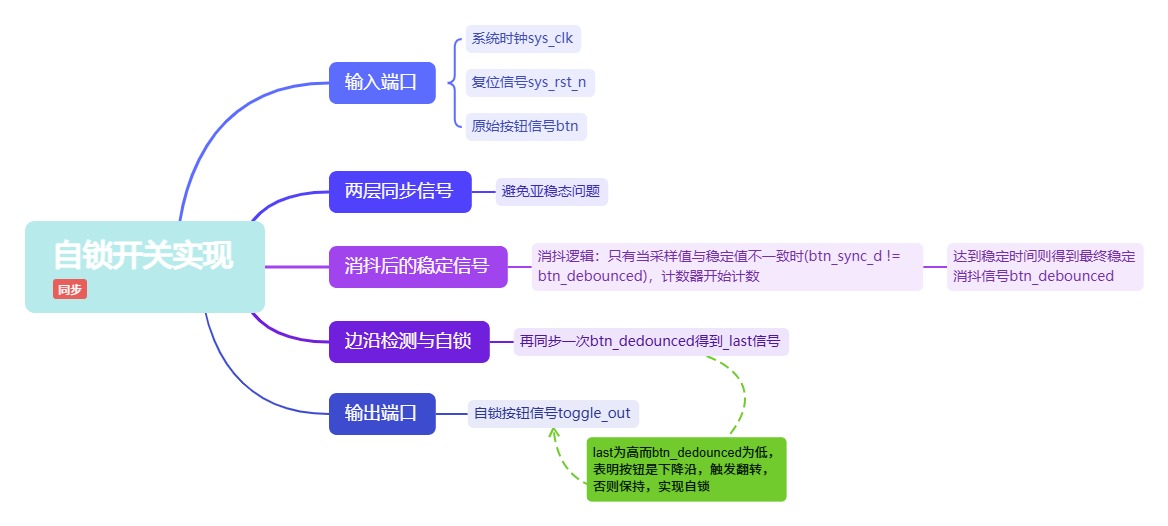 自锁开关实现
同步
输入端口
系统时钟sys_clk
复位信号sys_rst_n
原始按钮信号btn
两层同步信号
避免亚稳态问题
消抖后的稳定信号
消抖逻辑：只有当采样值与稳定值不一致时(btn_sync_d !=
btn_debounced)，计数器开始计数
达到稳定时间则得到最终稳定
消抖信号btn_debounced
边沿检测与自锁
再同步一次btn_dedounced得到_last信号
输出端口
自锁按钮信号toggle_out
last为高而btn_dedounced为低，
表明按钮是下降沿，触发翻转，
否则保持，实现自锁